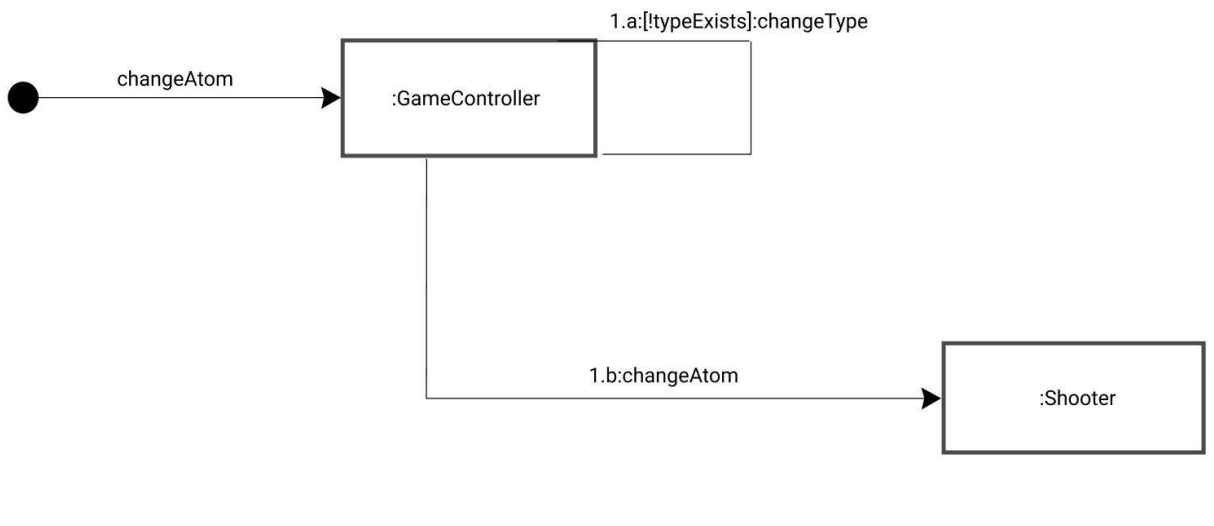 1.a:[!typeExists]:changeType
changeAtom
:GameController
1.b:changeAtom
:Shooter